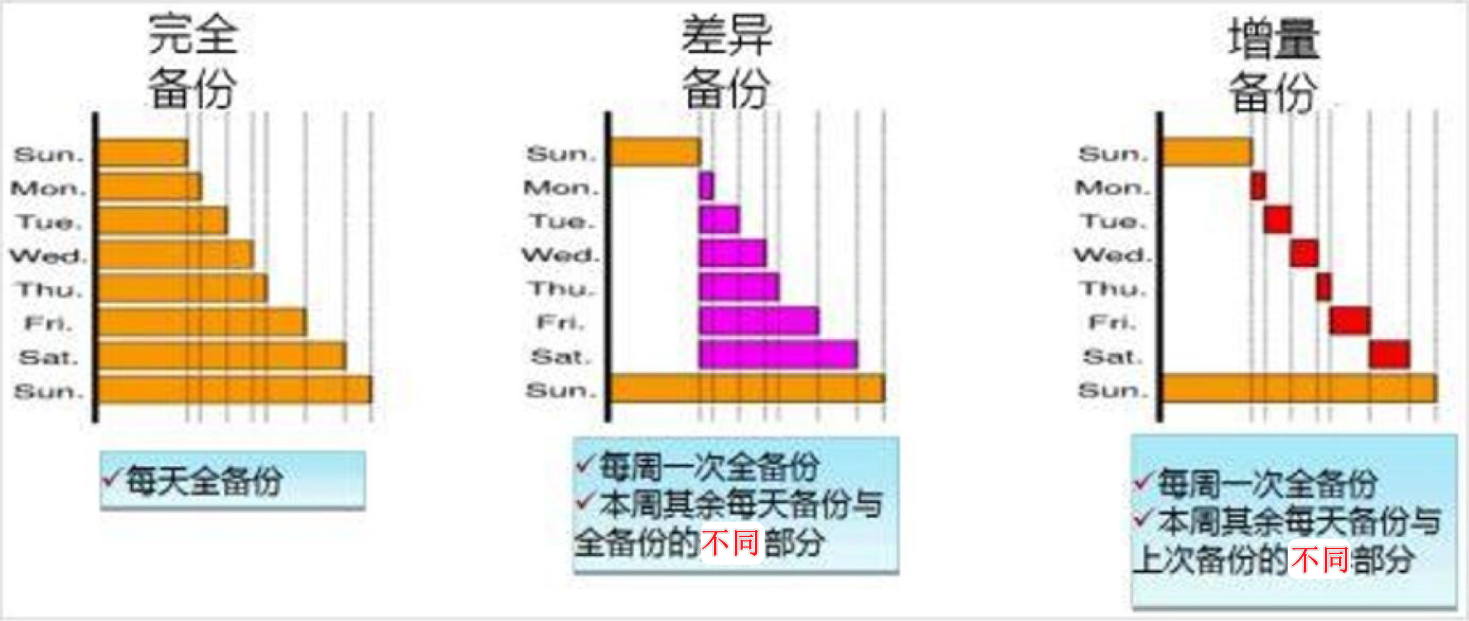 完全
备份
Sun.
Mon.
Tue.
Wed.
Thu.
Fri.
Sat.
Sun.
✓每天全备份
差异
备份
Sun.
Mon.
Tue.
Wed.
Thu.
Fri.
Sat.
Sun.
✓每周一次全备份
✓本周其余每天备份与
全备份的不同部分
增量
备份
Sun.
Mon.
Tue.
Wed.
Thu.
Fri.
Sat.
Sun.
✓每周一次全备份
✓本周其余每天备份与
上次备份的不同部分